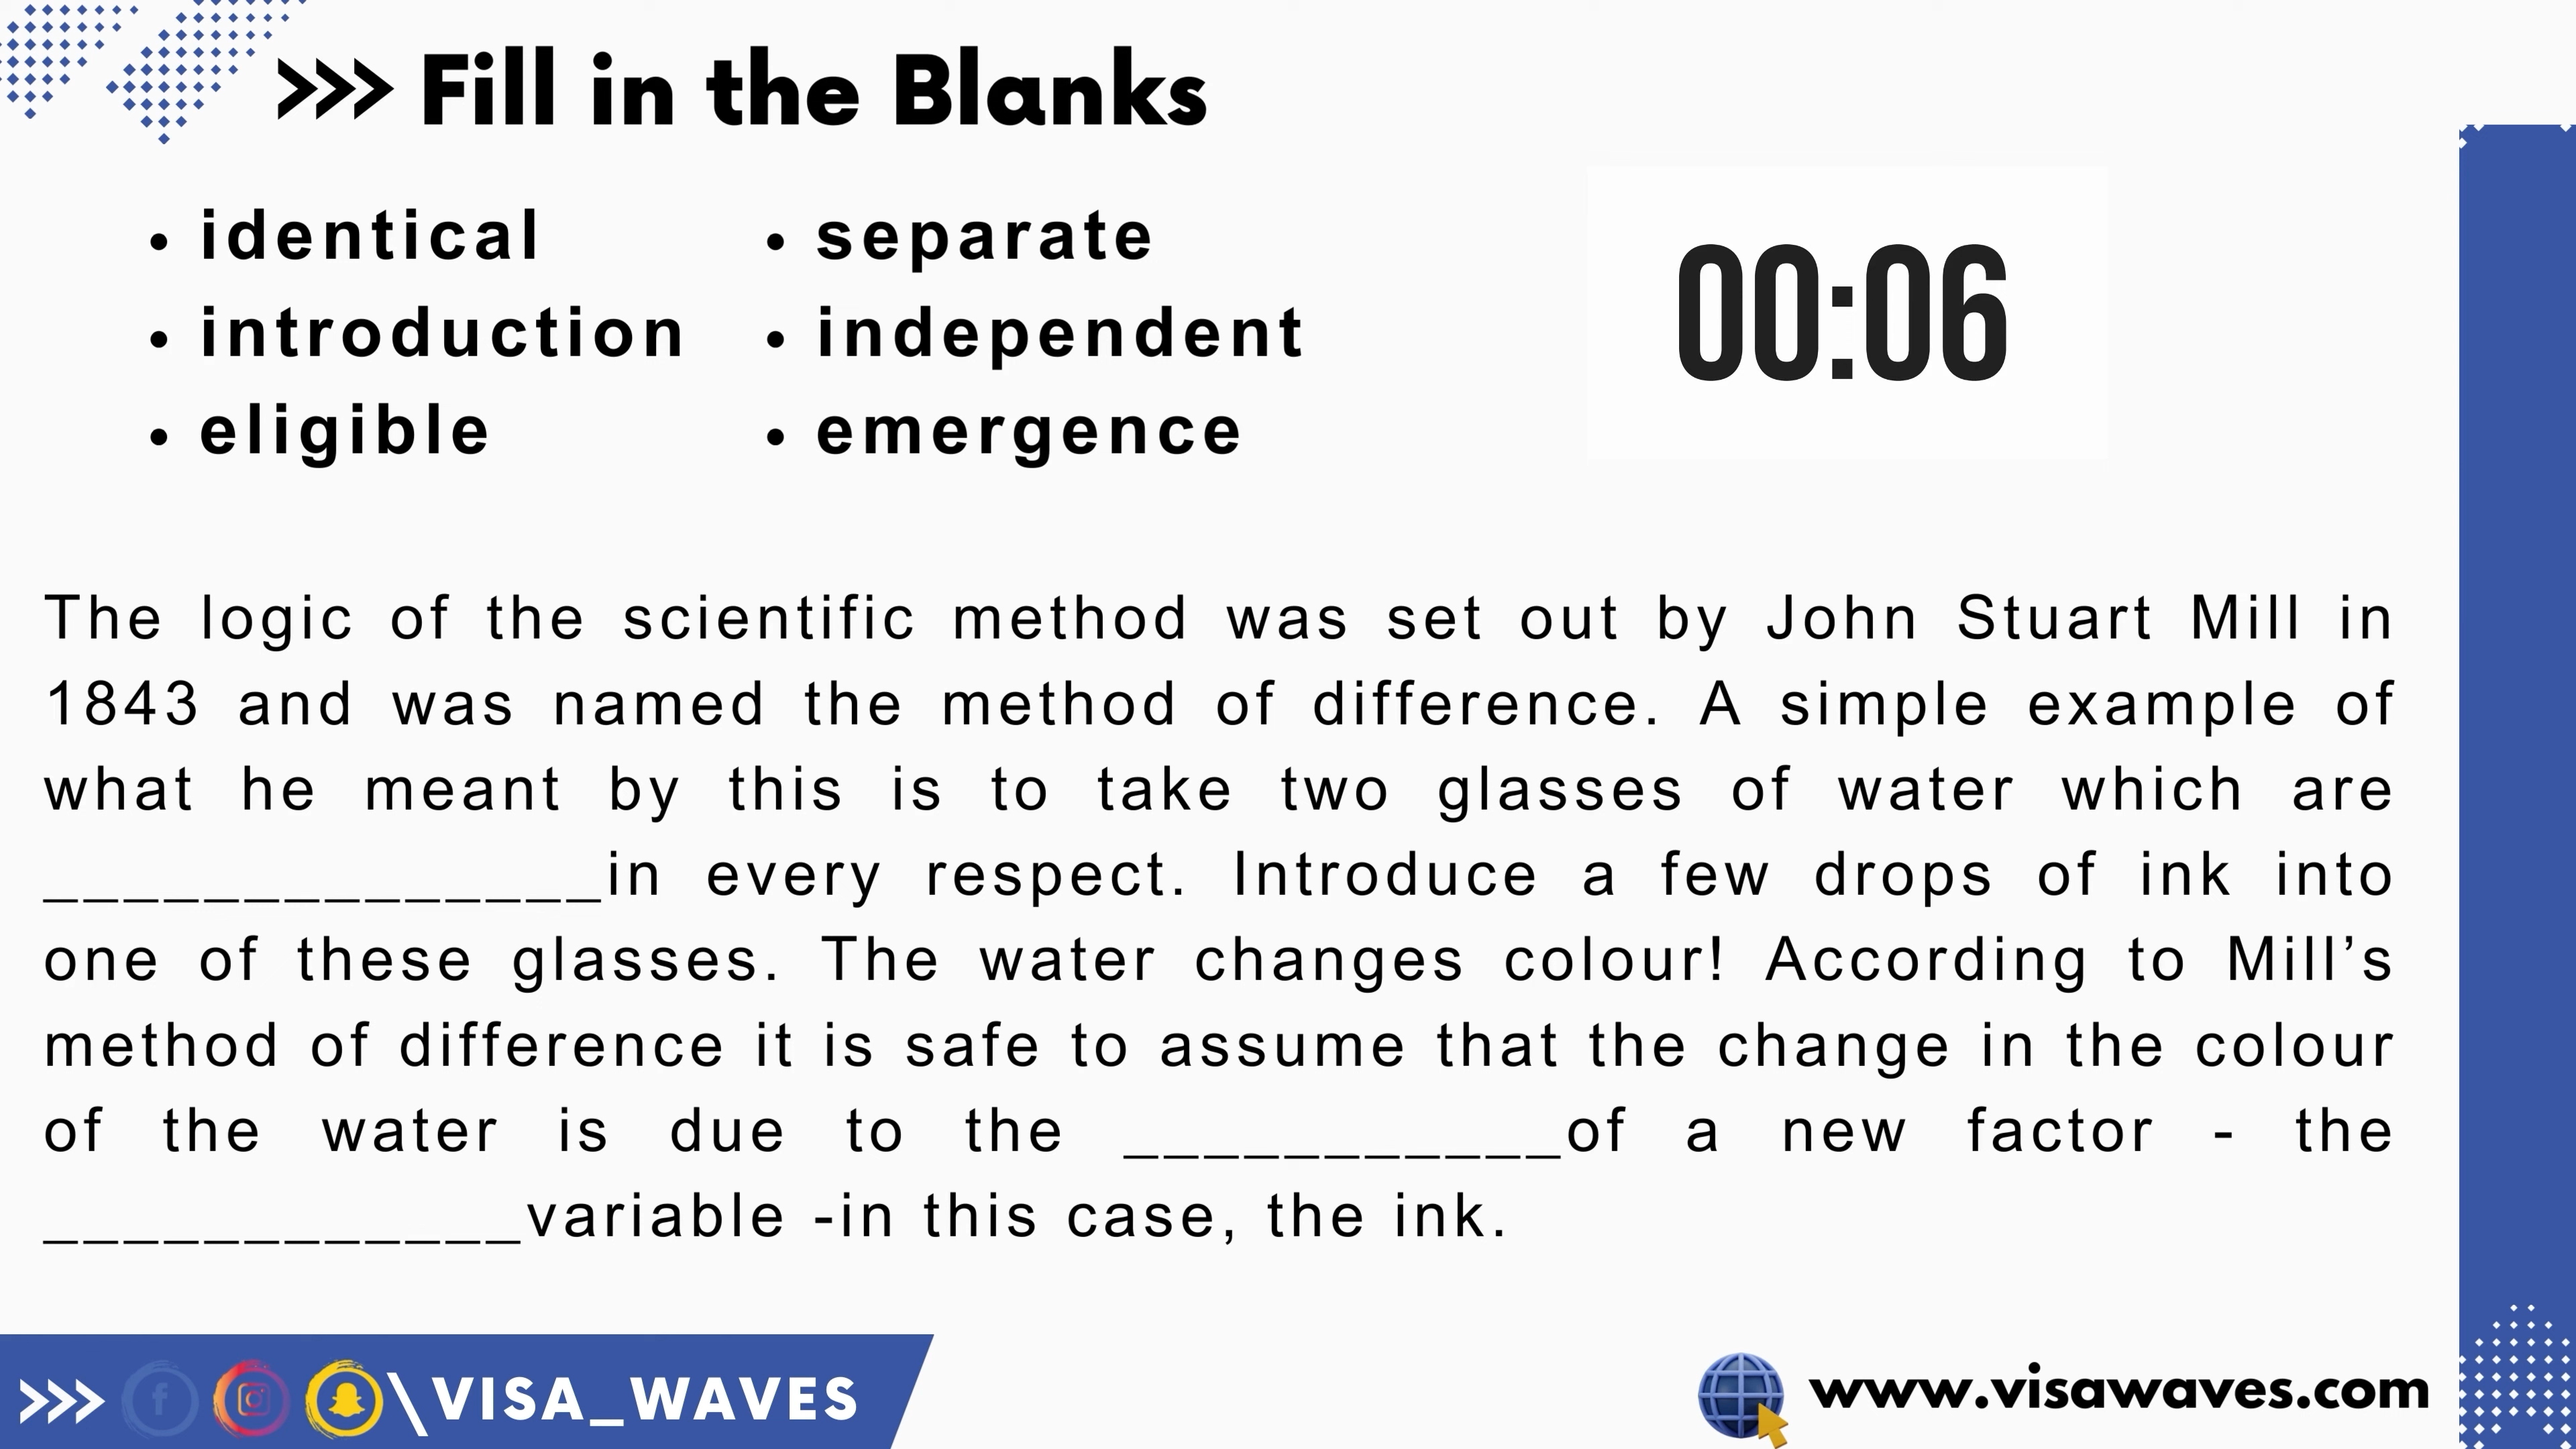 >>> Fill in the Blanks
• identical
• introduction
• eligible
• separate
• independent
• emergence
00:06
The logic of the scientific method was set out by John Stuart Mill in
1843 and was named the method of difference. A simple example of
what he meant by this is to take two glasses of water which are
______________in every respect. Introduce a few drops of ink into
one of these glasses. The water changes colour! According to Mill’s
method of difference it is safe to assume that the change in the colour
of the water is due to the ___________of a new factor - the
____________variable -in this case, the ink.
>>> \VISA_WAVES
www.visawaves.com